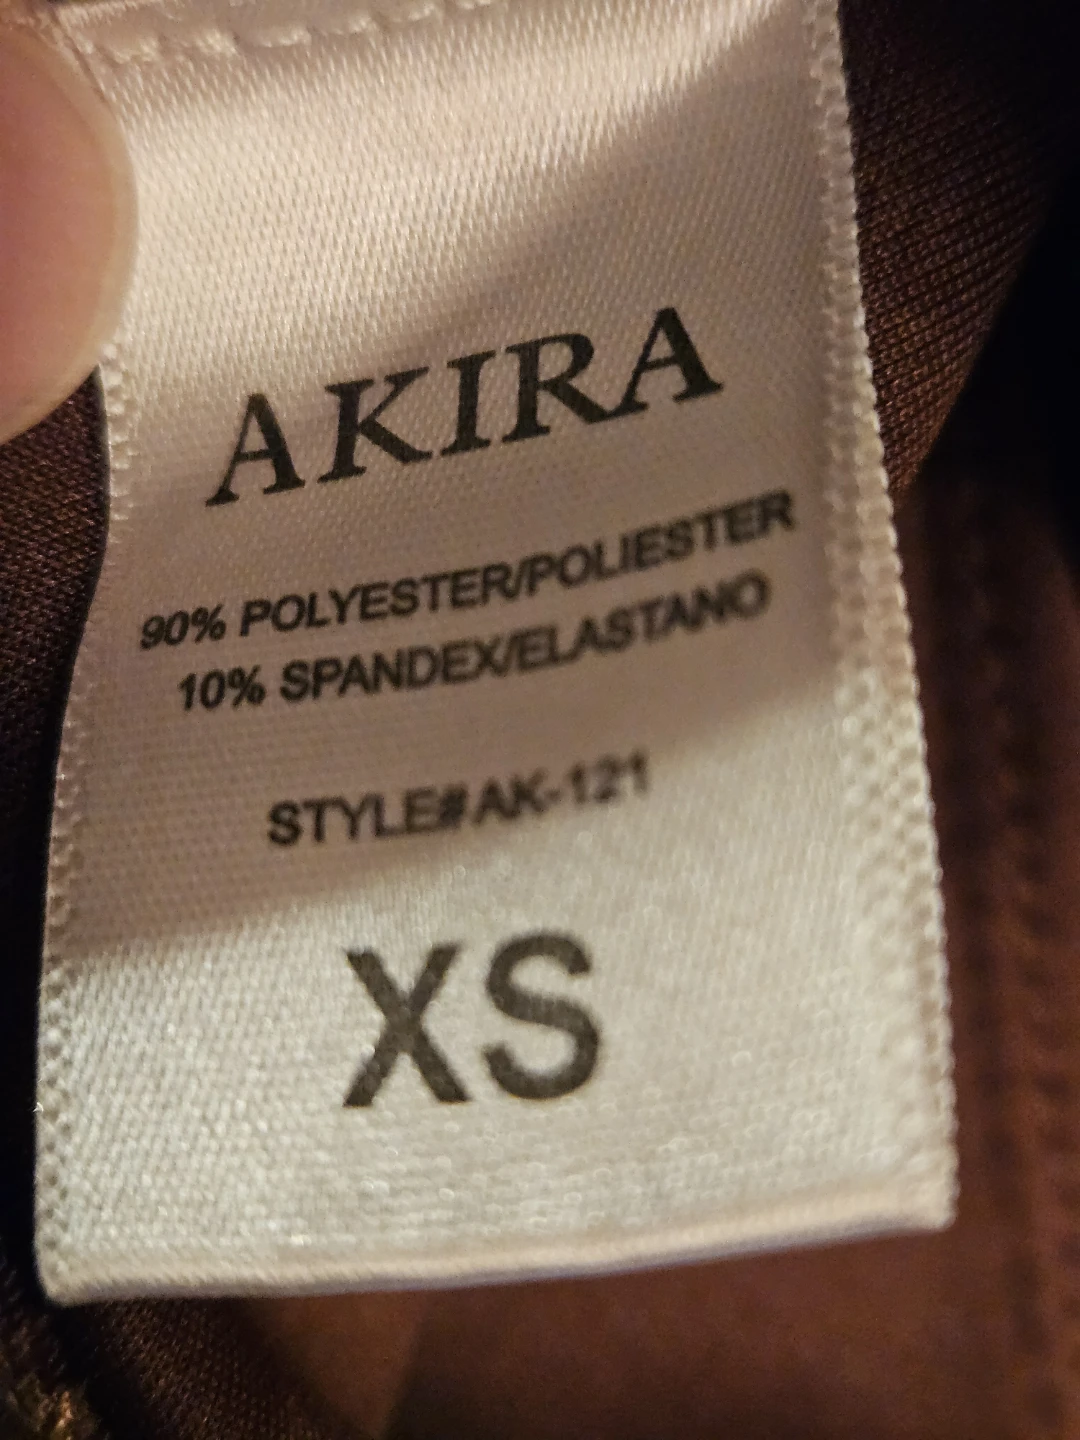 AKIRA
90% POLYESTER/POLIESTER
10% SPANDEX/ELASTANO
STYLE#AK-121
XS